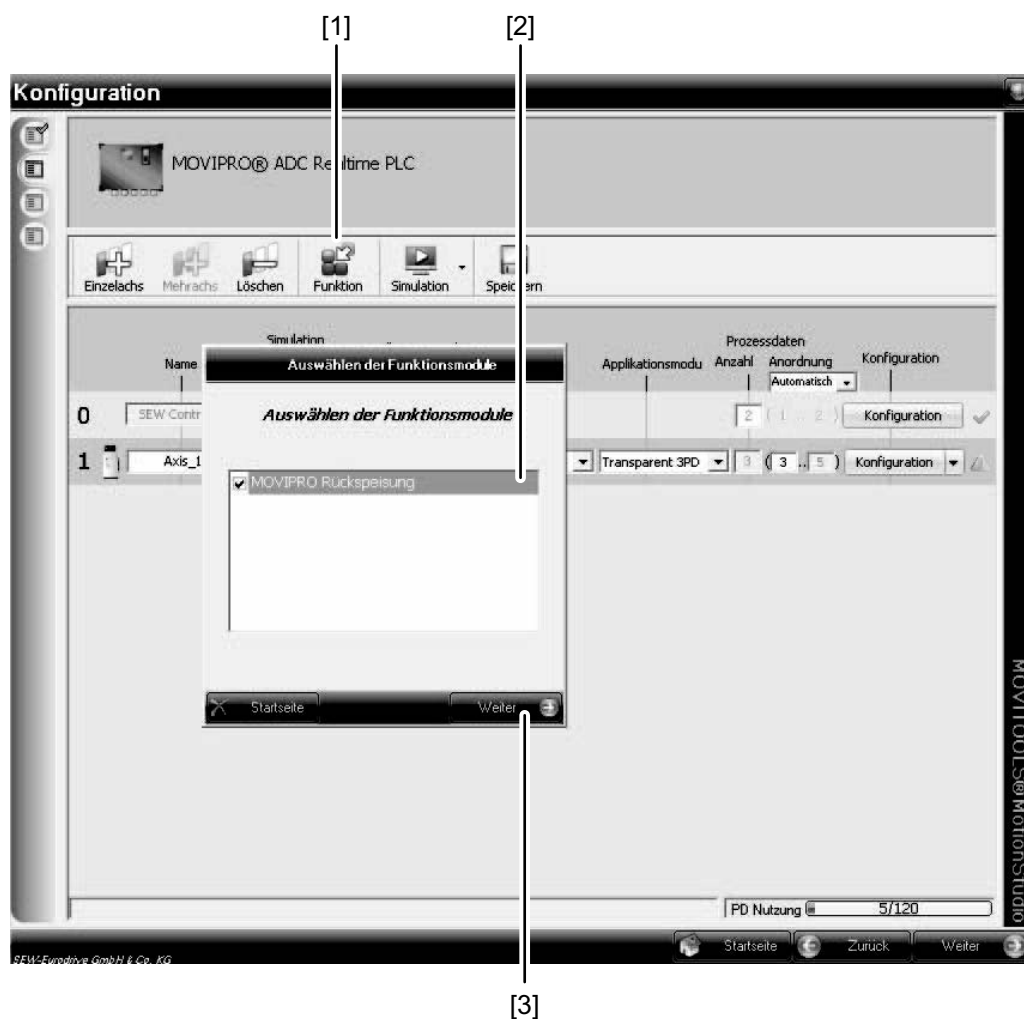 [1] [2]
Konfiguration
MOVIPRO® ADC Realtime PLC
Einzelachs Mehrachs Löschen Funktion Simulation Speichern
Simulation
Prozessdaten
Name Applikationsmodu Anzahl Anordnung Konfiguration
Automatisch
Auswählen der Funktionsmodule
Auswählen der Funktionsmodule
0 SEW Contr 2 ( 1 .. 2 ) Konfiguration
1 Axis_1 Transparent 3PD 3 ( 3 .. 5 ) Konfiguration
MOVIPRO Rückspeisung
Startseite Weiter
MOVITOOLS®MotionStudio
PD Nutzung 5/120
Startseite Zurück Weiter
SEW-Eurodrive GmbH & Co. KG
[3]